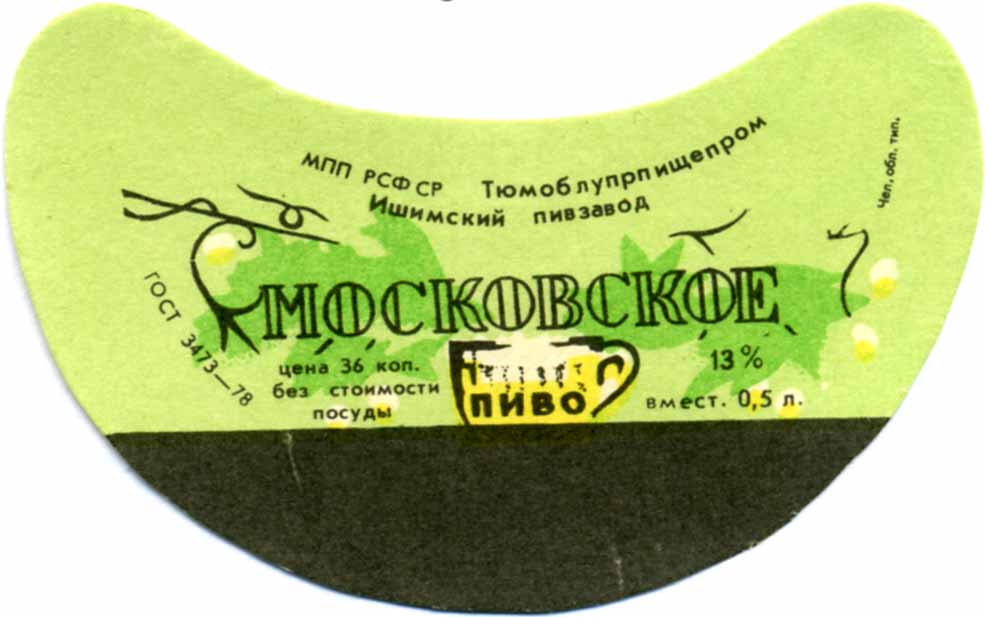 МПП РСФСР Тюмоблупрпищепром
Ишимский пивзавод
Чел. обл. тип.
ГОСТ 3473—78
МОСКОВСКОЕ
цена 36 коп.
без стоимости
посуды
ПИВО
13%
вмест. 0,5 л.